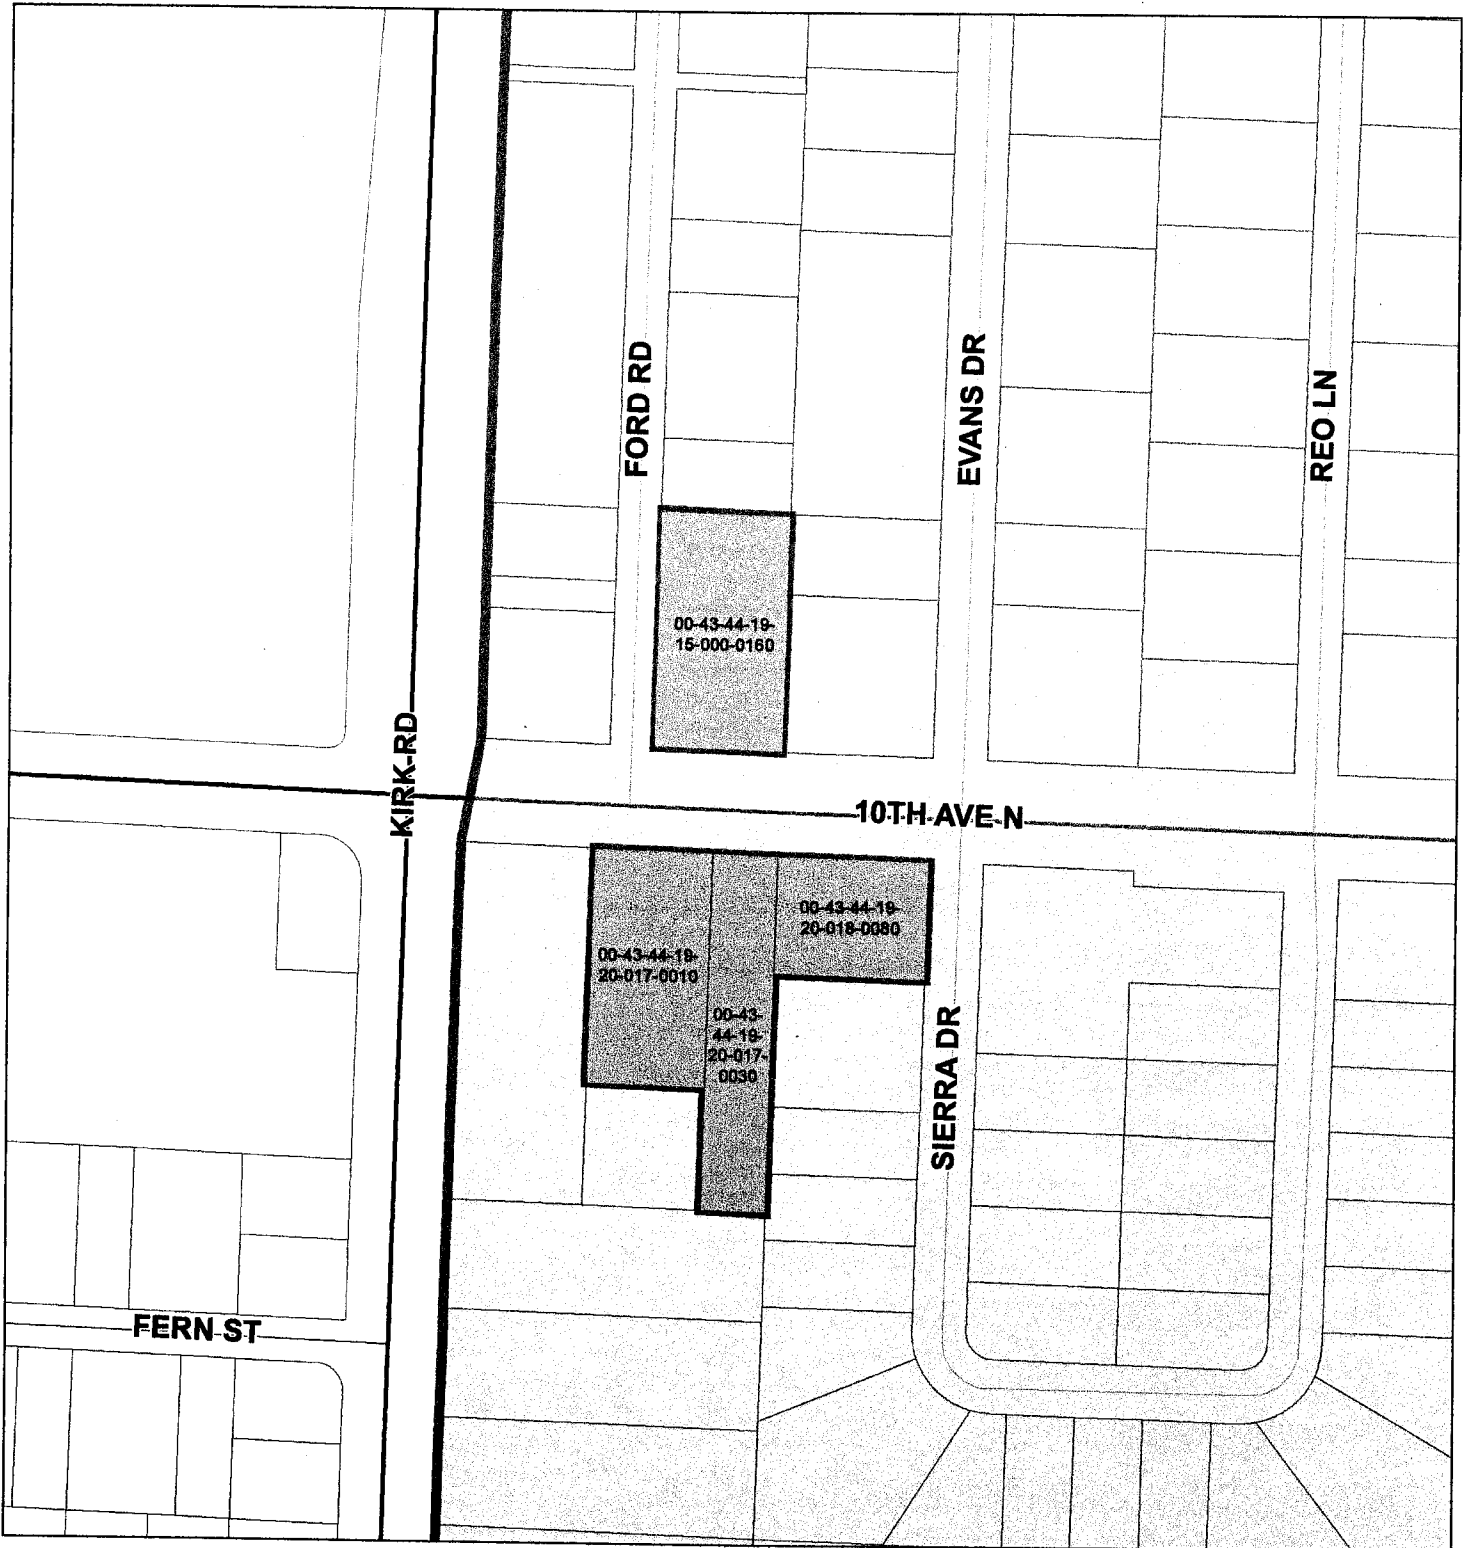 FORD RD
EVANS DR
REO LN
00-43-44-19-
15-000-0160
KIRK RD
10TH AVE N
00-43-44-19-
20-018-0080
00-43-44-19-
20-017-0010
00-43-
44-19-
20-017-
0030
SIERRA DR
FERN ST